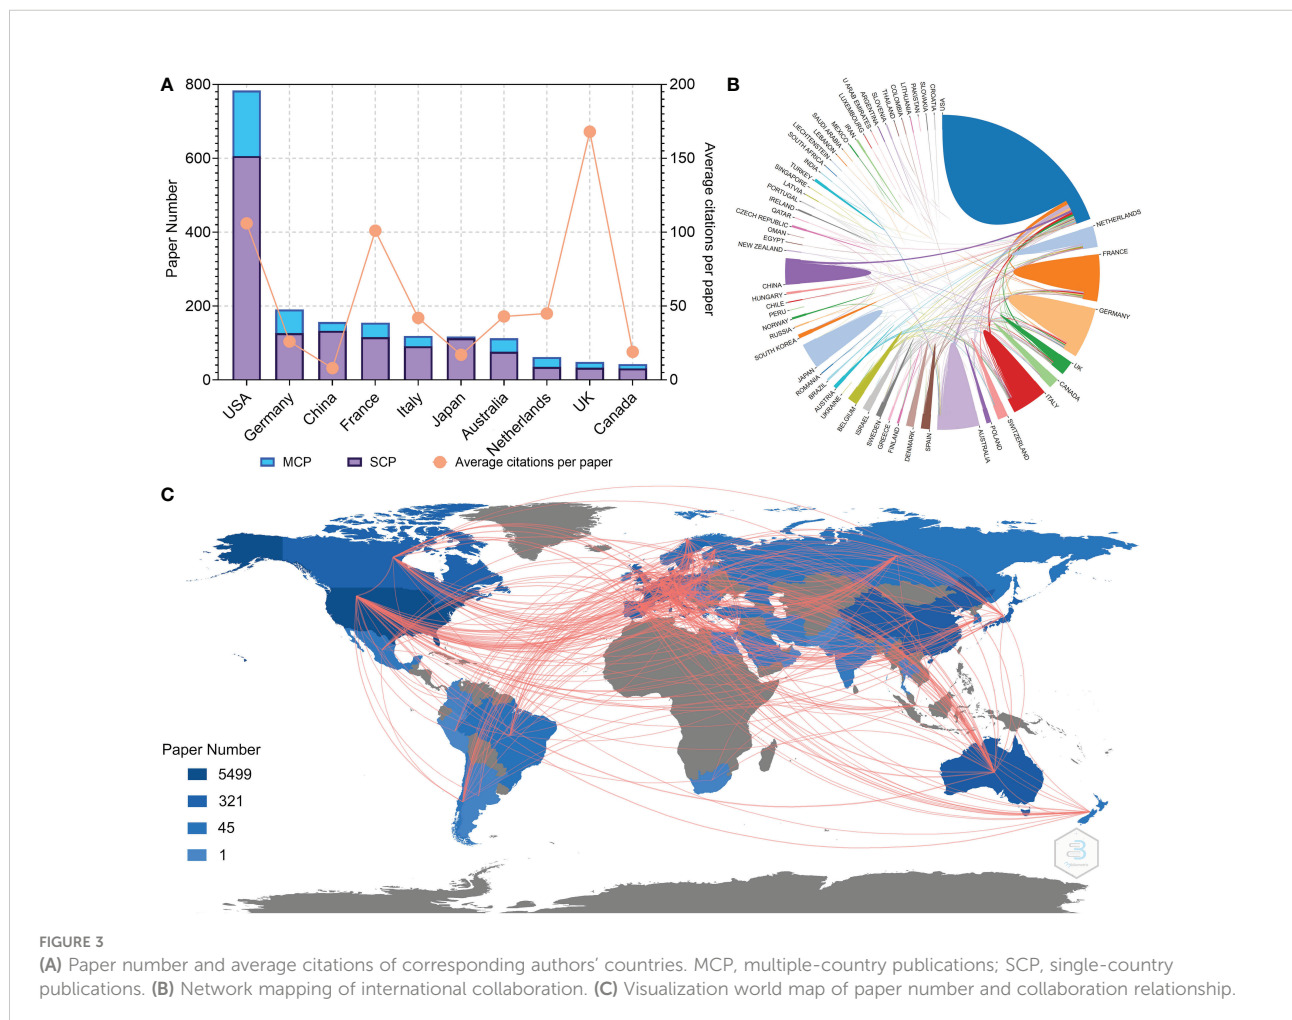 A
800
600
400
200
0
Paper Number
200
150
100
50
0
Average citations per paper
USA
Germany
China
France
Italy
Japan
Australia
Netherlands
UK
Canada
MCP
SCP
Average citations per paper
B
USA
NETHERLANDS
FRANCE
GERMANY
UK
CANADA
ITALY
SWITZERLAND
POLAND
AUSTRALIA
SPAIN
DENMARK
FINLAND
GREECE
SWEDEN
ISRAEL
BELGIUM
UKRAINE
AUSTRIA
BRAZIL
ROMANIA
JAPAN
SOUTH KOREA
RUSSIA
NORWAY
PERU
CHILE
HUNGARY
CHINA
NEW ZEALAND
EGYPT
OMAN
CZECH REPUBLIC
QATAR
IRELAND
PORTUGAL
LATVIA
SINGAPORE
TURKEY
INDIA
SOUTH AFRICA
LIECHTENSTEIN
LEBANON
SAUDI ARABIA
MEXICO
IRAN
LUXEMBOURG
U ARAB EMIRATES
ARGENTINA
SLOVENIA
THAILAND
COLOMBIA
LITHUANIA
PAKISTAN
SLOVAKIA
CROATIA
C
Paper Number
5499
321
45
1
FIGURE 3
(A) Paper number and average citations of corresponding authors’ countries. MCP, multiple-country publications; SCP, single-country
publications. (B) Network mapping of international collaboration. (C) Visualization world map of paper number and collaboration relationship.